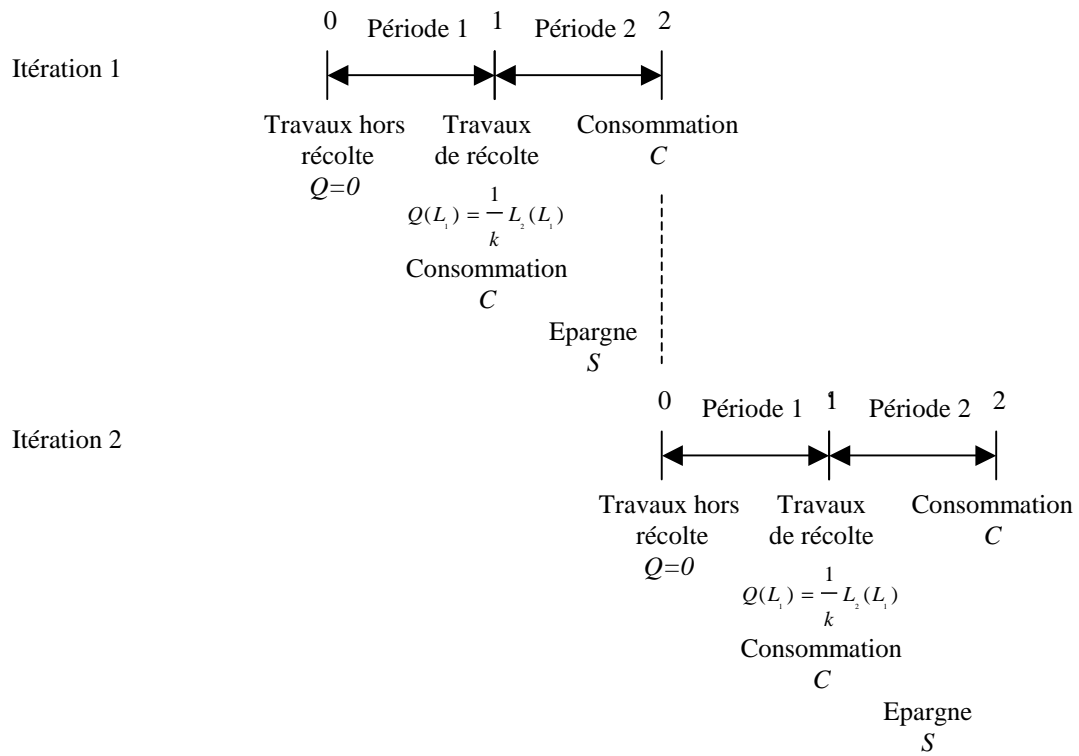 0 Période 1 1 Période 2 2
Itération 1
Travaux hors Travaux Consommation
récolte de récolte C
Q=0
Q(L₁) = 1/k L₂(L₁)
Consommation
C
Epargne
S
0 Période 1 1 Période 2 2
Itération 2
Travaux hors Travaux Consommation
récolte de récolte C
Q=0
Q(L₁) = 1/k L₂(L₁)
Consommation
C
Epargne
S